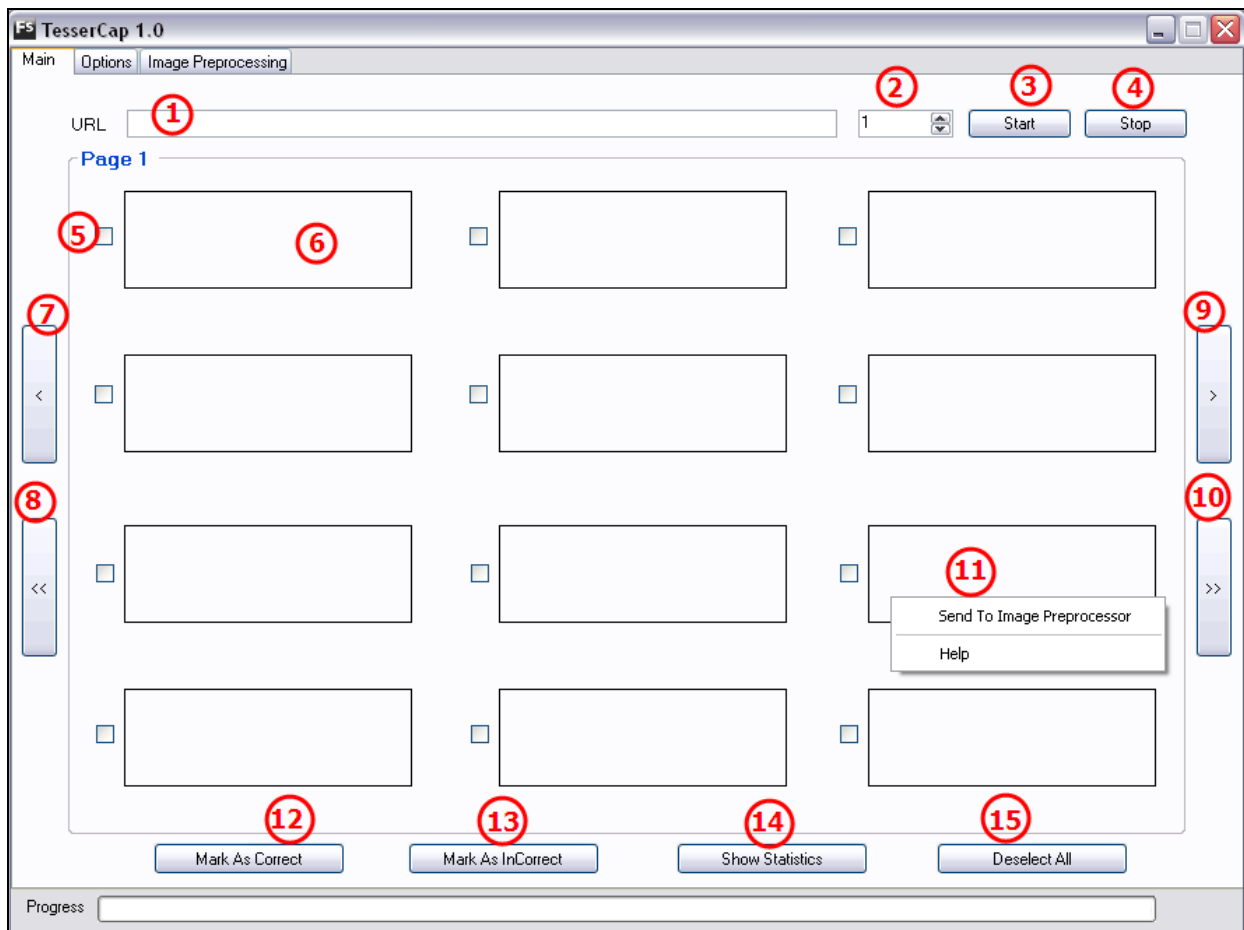 FS TesserCap 1.0
Main Options Image Preprocessing
1 2 3 4
URL 1 Start Stop
Page 1
5 6
7 9
< >
8 10
<< >>
11
Send To Image Preprocessor
Help
12 13 14 15
Mark As Correct Mark As InCorrect Show Statistics Deselect All
Progress